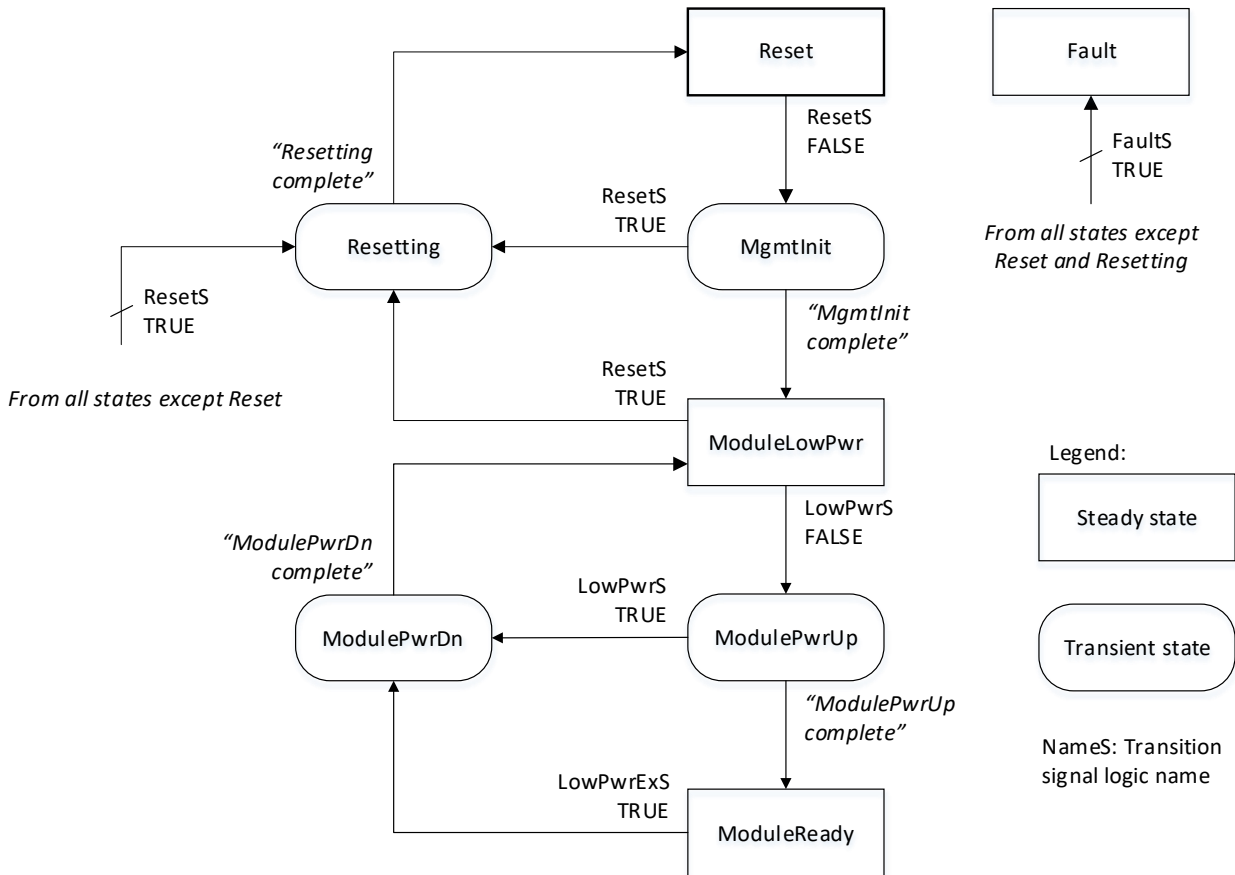 Reset
Fault
ResetS
FALSE
FaultS
TRUE
“Resetting
complete”
ResetS
TRUE
Resetting
MgmtInit
From all states except
Reset and Resetting
ResetS
TRUE
“MgmtInit
complete”
ResetS
TRUE
From all states except Reset
ModuleLowPwr
Legend:
Steady state
LowPwrS
FALSE
“ModulePwrDn
complete”
LowPwrS
TRUE
ModulePwrDn
ModulePwrUp
Transient state
“ModulePwrUp
complete”
NameS: Transition
signal logic name
LowPwrExS
TRUE
ModuleReady